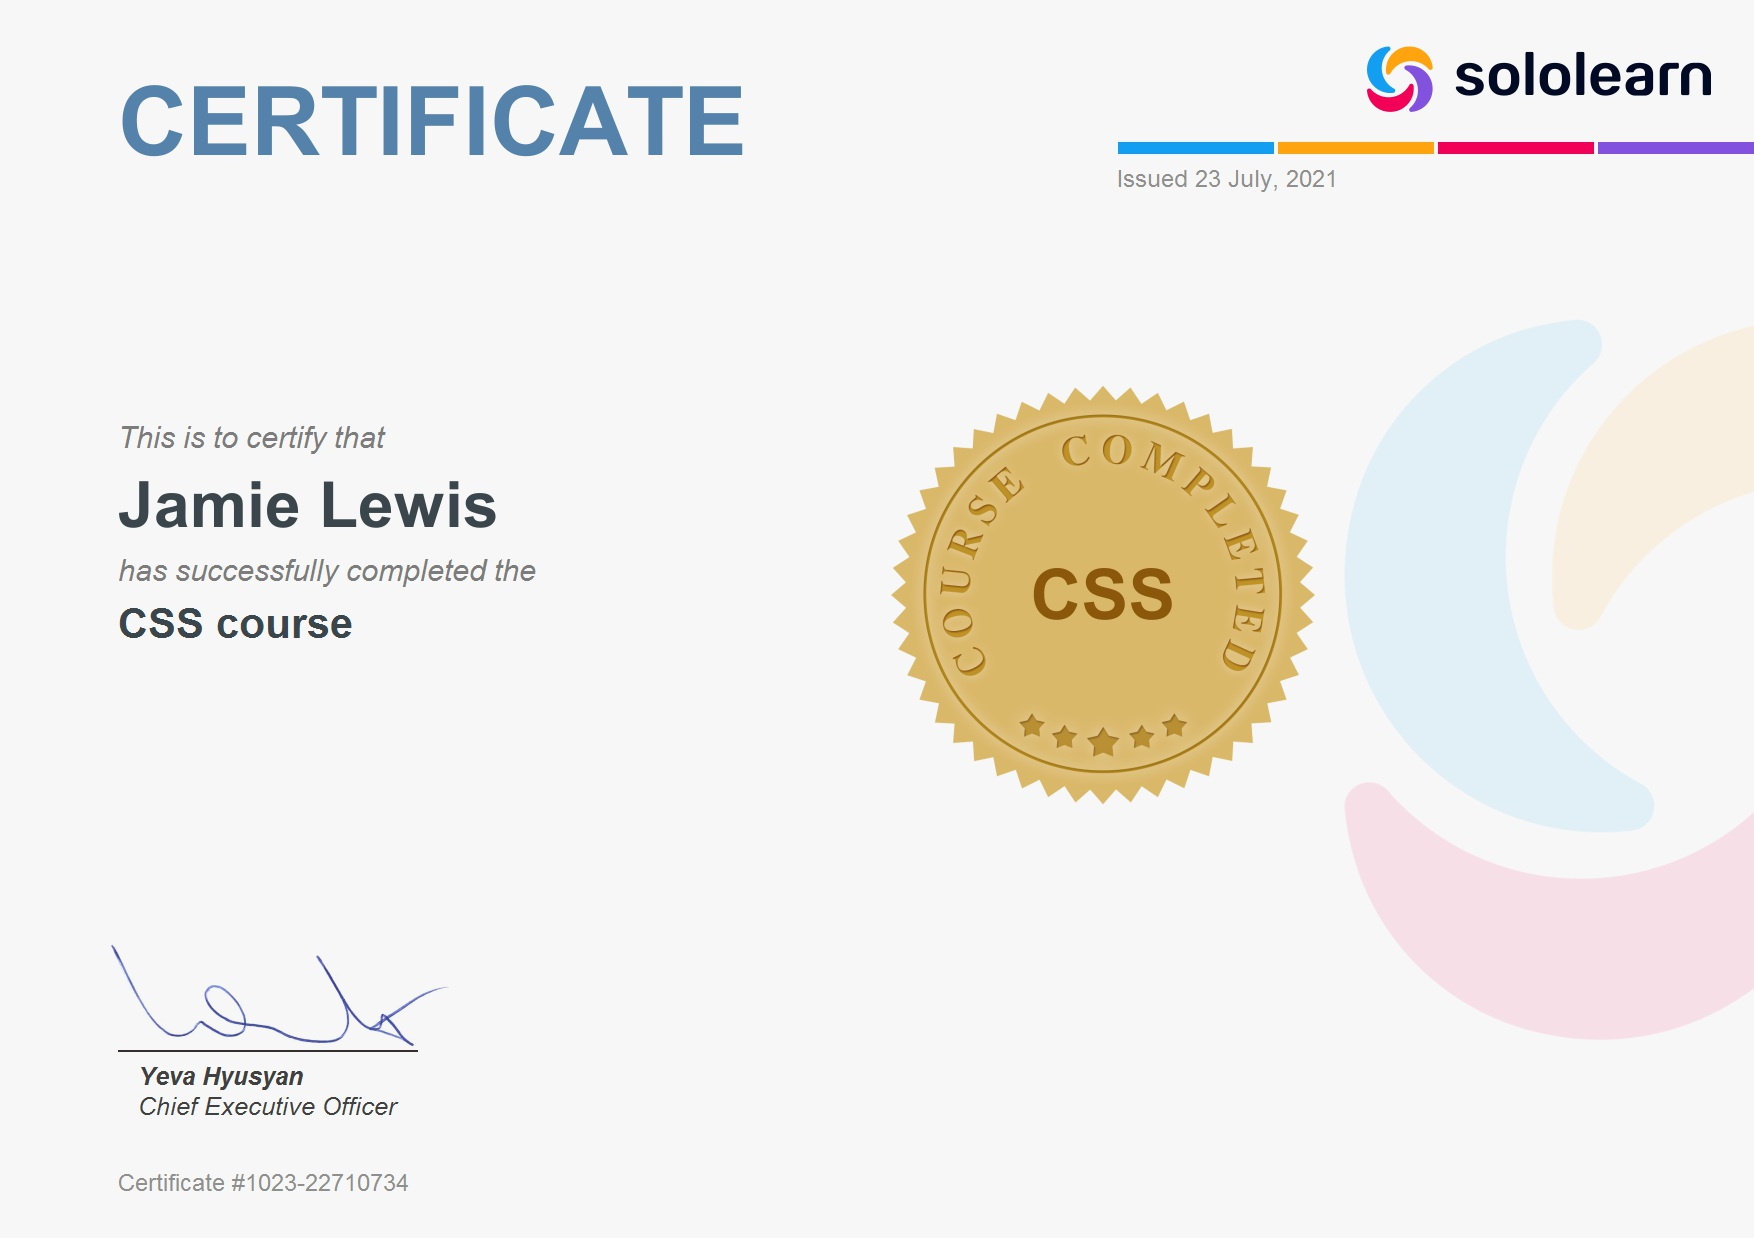 CERTIFICATE
sololearn
Issued 23 July, 2021
This is to certify that
Jamie Lewis
has successfully completed the
CSS course
COURSE COMPLETED
CSS
Yeva Hyusyan
Chief Executive Officer
Certificate #1023-22710734